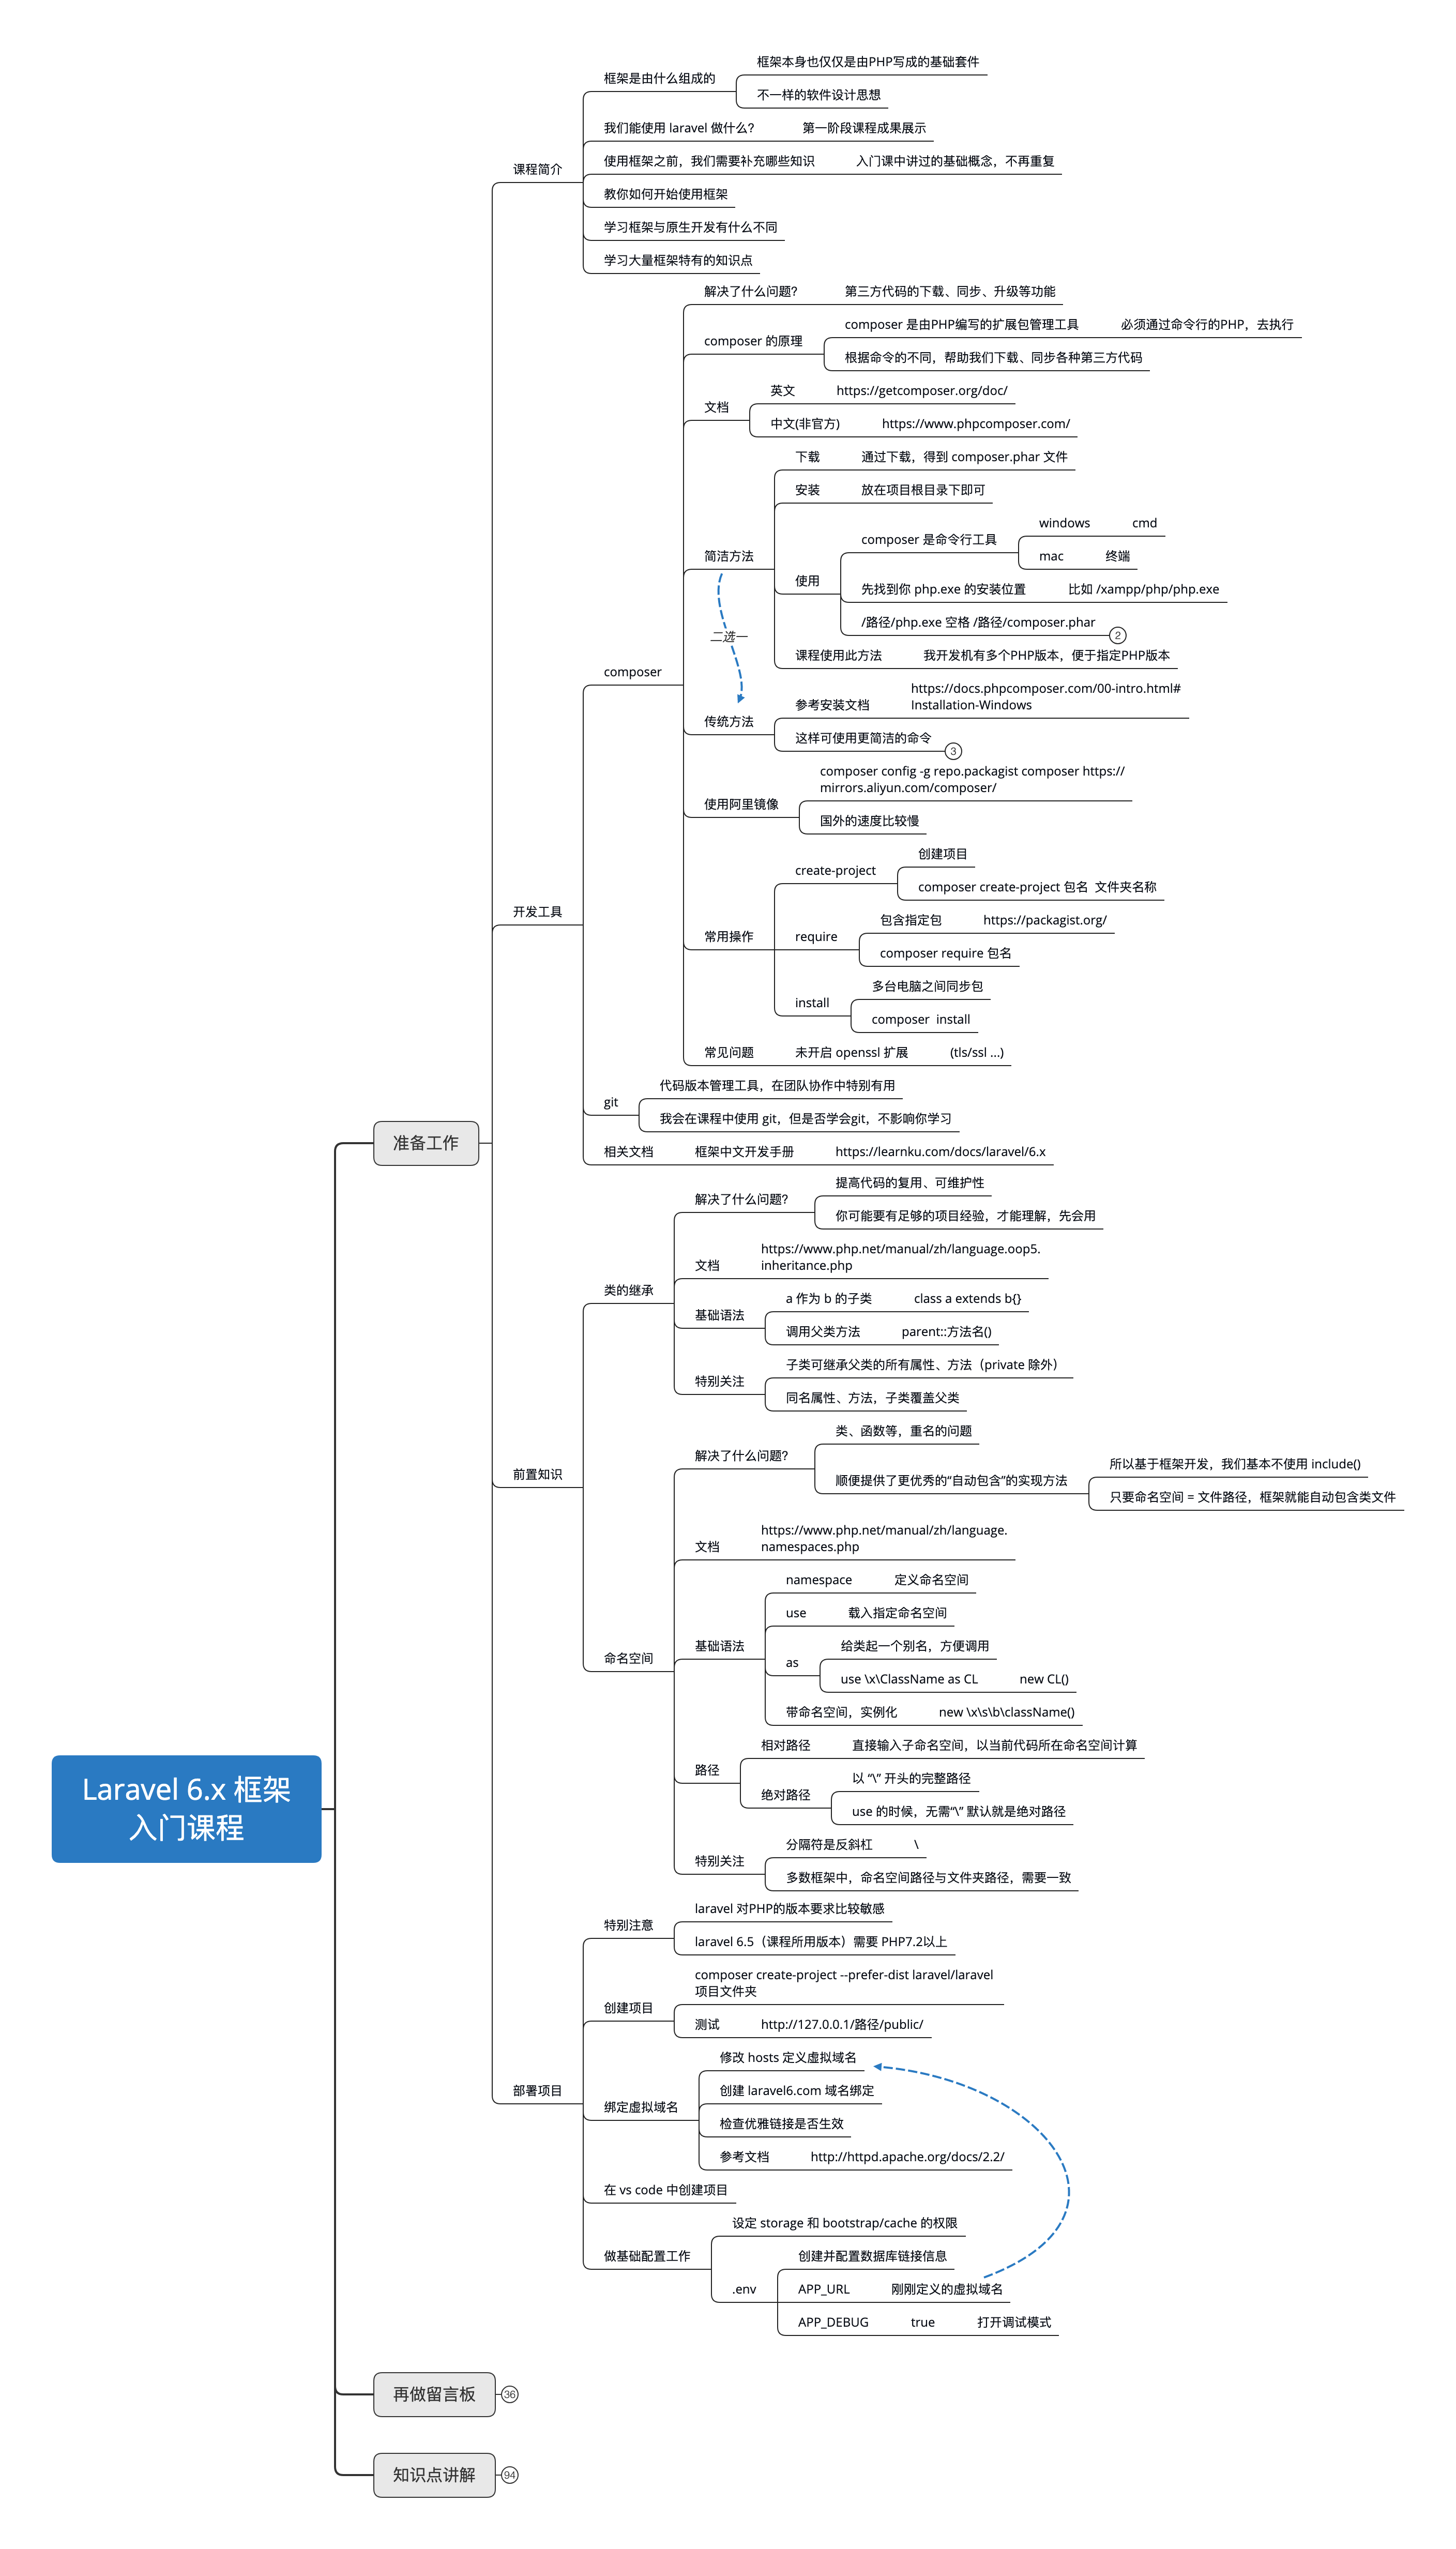 框架本身也仅仅是由PHP写成的基础套件
框架是由什么组成的
不一样的软件设计思想
我们能使用 laravel 做什么?
第一阶段课程成果展示
使用框架之前，我们需要补充哪些知识
入门课中讲过的基础概念，不再重复
课程简介
教你如何开始使用框架
学习框架与原生开发有什么不同
学习大量框架特有的知识点
解决了什么问题?
第三方代码的下载、同步、升级等功能
composer 的原理
composer 是由PHP编写的扩展包管理工具
必须通过命令行的PHP，去执行
根据命令的不同，帮助我们下载、同步各种第三方代码
文档
英文
https://getcomposer.org/doc/
中文(非官方)
https://www.phpcomposer.com/
下载
通过下载，得到 composer.phar 文件
安装
放在项目根目录下即可
简洁方法
使用
composer 是命令行工具
windows
cmd
mac
终端
先找到你 php.exe 的安装位置
比如 /xampp/php/php.exe
/路径/php.exe 空格 /路径/composer.phar
2
课程使用此方法
我开发机有多个PHP版本，便于指定PHP版本
二选一
composer
传统方法
参考安装文档
https://docs.phpcomposer.com/00-intro.html#
Installation-Windows
这样可使用更简洁的命令
3
使用阿里镜像
composer config -g repo.packagist composer https://
mirrors.aliyun.com/composer/
国外的速度比较慢
开发工具
常用操作
create-project
创建项目
composer create-project 包名  文件夹名称
require
包含指定包
https://packagist.org/
composer require 包名
install
多台电脑之间同步包
composer  install
常见问题
未开启 openssl 扩展
(tls/ssl ...)
git
代码版本管理工具，在团队协作中特别有用
我会在课程中使用 git，但是否学会git，不影响你学习
相关文档
框架中文开发手册
https://learnku.com/docs/laravel/6.x
准备工作
解决了什么问题?
提高代码的复用、可维护性
你可能要有足够的项目经验，才能理解，先会用
类的继承
文档
https://www.php.net/manual/zh/language.oop5.
inheritance.php
基础语法
a 作为 b 的子类
class a extends b{}
调用父类方法
parent::方法名()
特别关注
子类可继承父类的所有属性、方法（private 除外）
同名属性、方法，子类覆盖父类
前置知识
解决了什么问题?
类、函数等，重名的问题
顺便提供了更优秀的“自动包含”的实现方法
所以基于框架开发，我们基本不使用 include()
只要命名空间 = 文件路径，框架就能自动包含类文件
文档
https://www.php.net/manual/zh/language.
namespaces.php
命名空间
基础语法
namespace
定义命名空间
use
载入指定命名空间
as
给类起一个别名，方便调用
use \x\ClassName as CL
new CL()
带命名空间，实例化
new \x\s\b\className()
路径
相对路径
直接输入子命名空间，以当前代码所在命名空间计算
绝对路径
以 “\” 开头的完整路径
use 的时候，无需“\” 默认就是绝对路径
特别关注
分隔符是反斜杠
\
多数框架中，命名空间路径与文件夹路径，需要一致
Laravel 6.x 框架
入门课程
特别注意
laravel 对PHP的版本要求比较敏感
laravel 6.5（课程所用版本）需要 PHP7.2以上
创建项目
composer create-project --prefer-dist laravel/laravel
项目文件夹
测试
http://127.0.0.1/路径/public/
部署项目
绑定虚拟域名
修改 hosts 定义虚拟域名
创建 laravel6.com 域名绑定
检查优雅链接是否生效
参考文档
http://httpd.apache.org/docs/2.2/
在 vs code 中创建项目
做基础配置工作
设定 storage 和 bootstrap/cache 的权限
.env
创建并配置数据库链接信息
APP_URL
刚刚定义的虚拟域名
APP_DEBUG
true
打开调试模式
再做留言板
36
知识点讲解
94